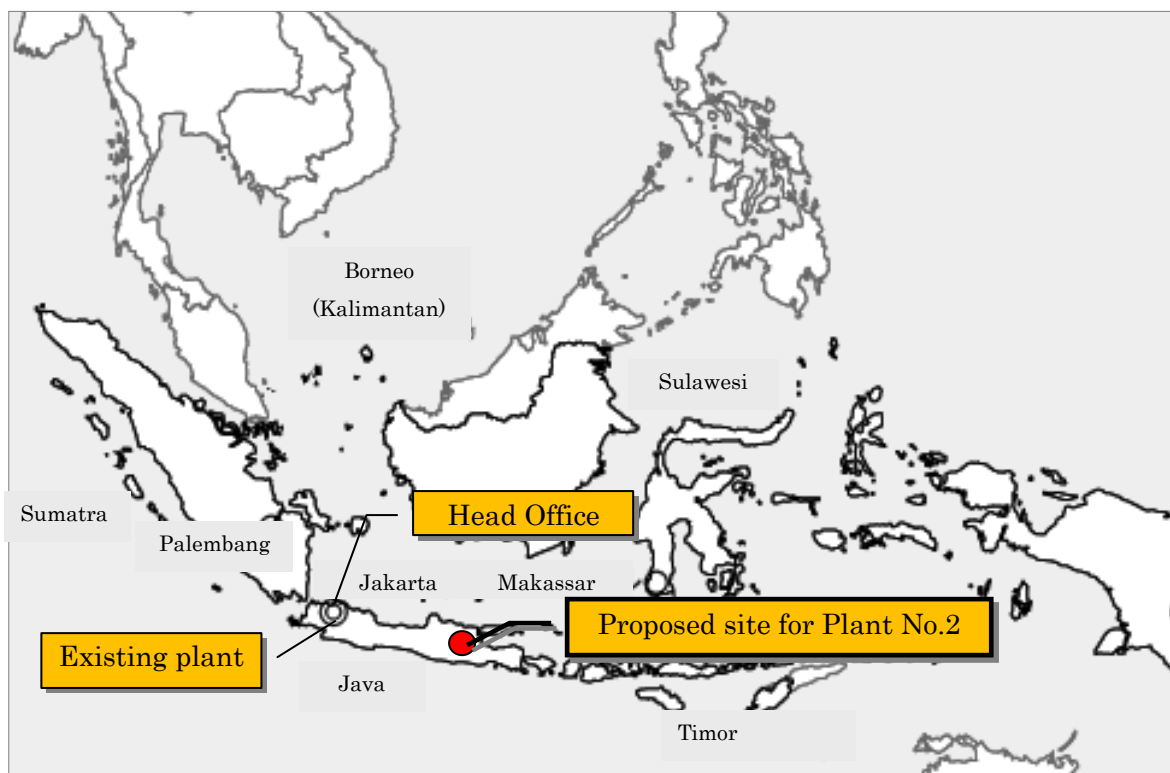 Borneo
(Kalimantan)
Sulawesi
Sumatra
Head Office
Palembang
Jakarta
Makassar
Proposed site for Plant No.2
Existing plant
Java
Timor